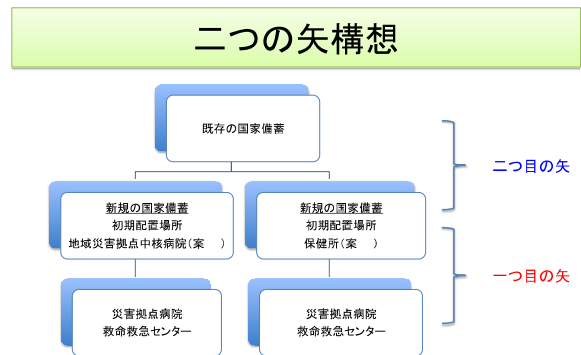 二つの矢構想
既存の国家備蓄
二つ目の矢
新規の国家備蓄
初期配置場所
地域災害拠点中核病院(案　)
新規の国家備蓄
初期配置場所
保健所(案　)
一つ目の矢
災害拠点病院
救命救急センター
災害拠点病院
救命救急センター